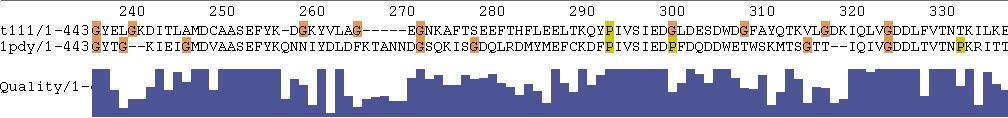 240 250 260 270 280 290 300 310 320 330
t111/1-443 GYELGKDITLAMDCAASEFYK-DGKYVLAG-----EGNKAFTSEEFTHFLEELTKQYPIVSIEDGLDESDWDGFAYQTKVLGDKIQLVGDDLFVTNTKILKE
1pdy/1-443 GYTG--KIEIGMDVAASEFYKQNNIYDLDFKTANNDGSQKISGDQLRDMYMEFCKDFPIVSIEDPFDQDDWETWSKMTSGTT--IQIVGDDLTVTNPKRITT
Quality/1-